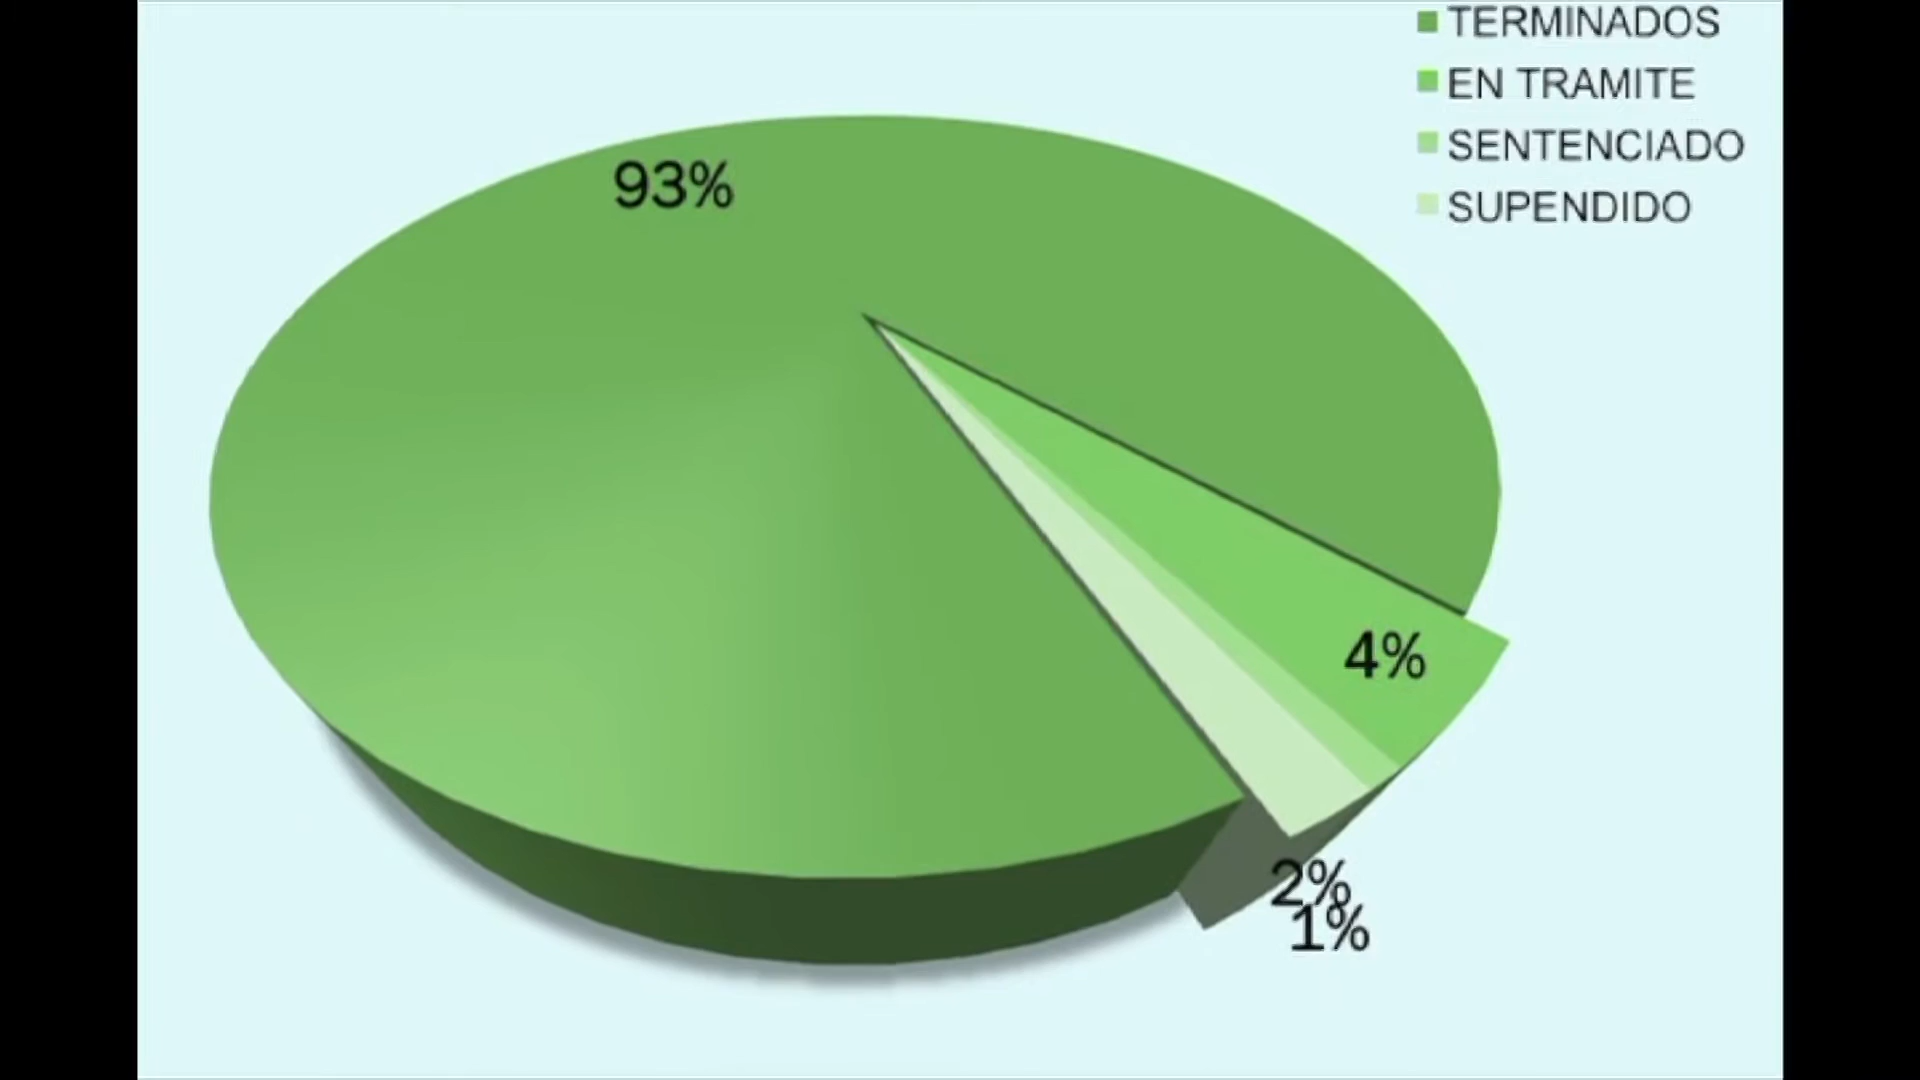 TERMINADOS
EN TRAMITE
SENTENCIADO
SUPENDIDO
93%
4%
2%
1%